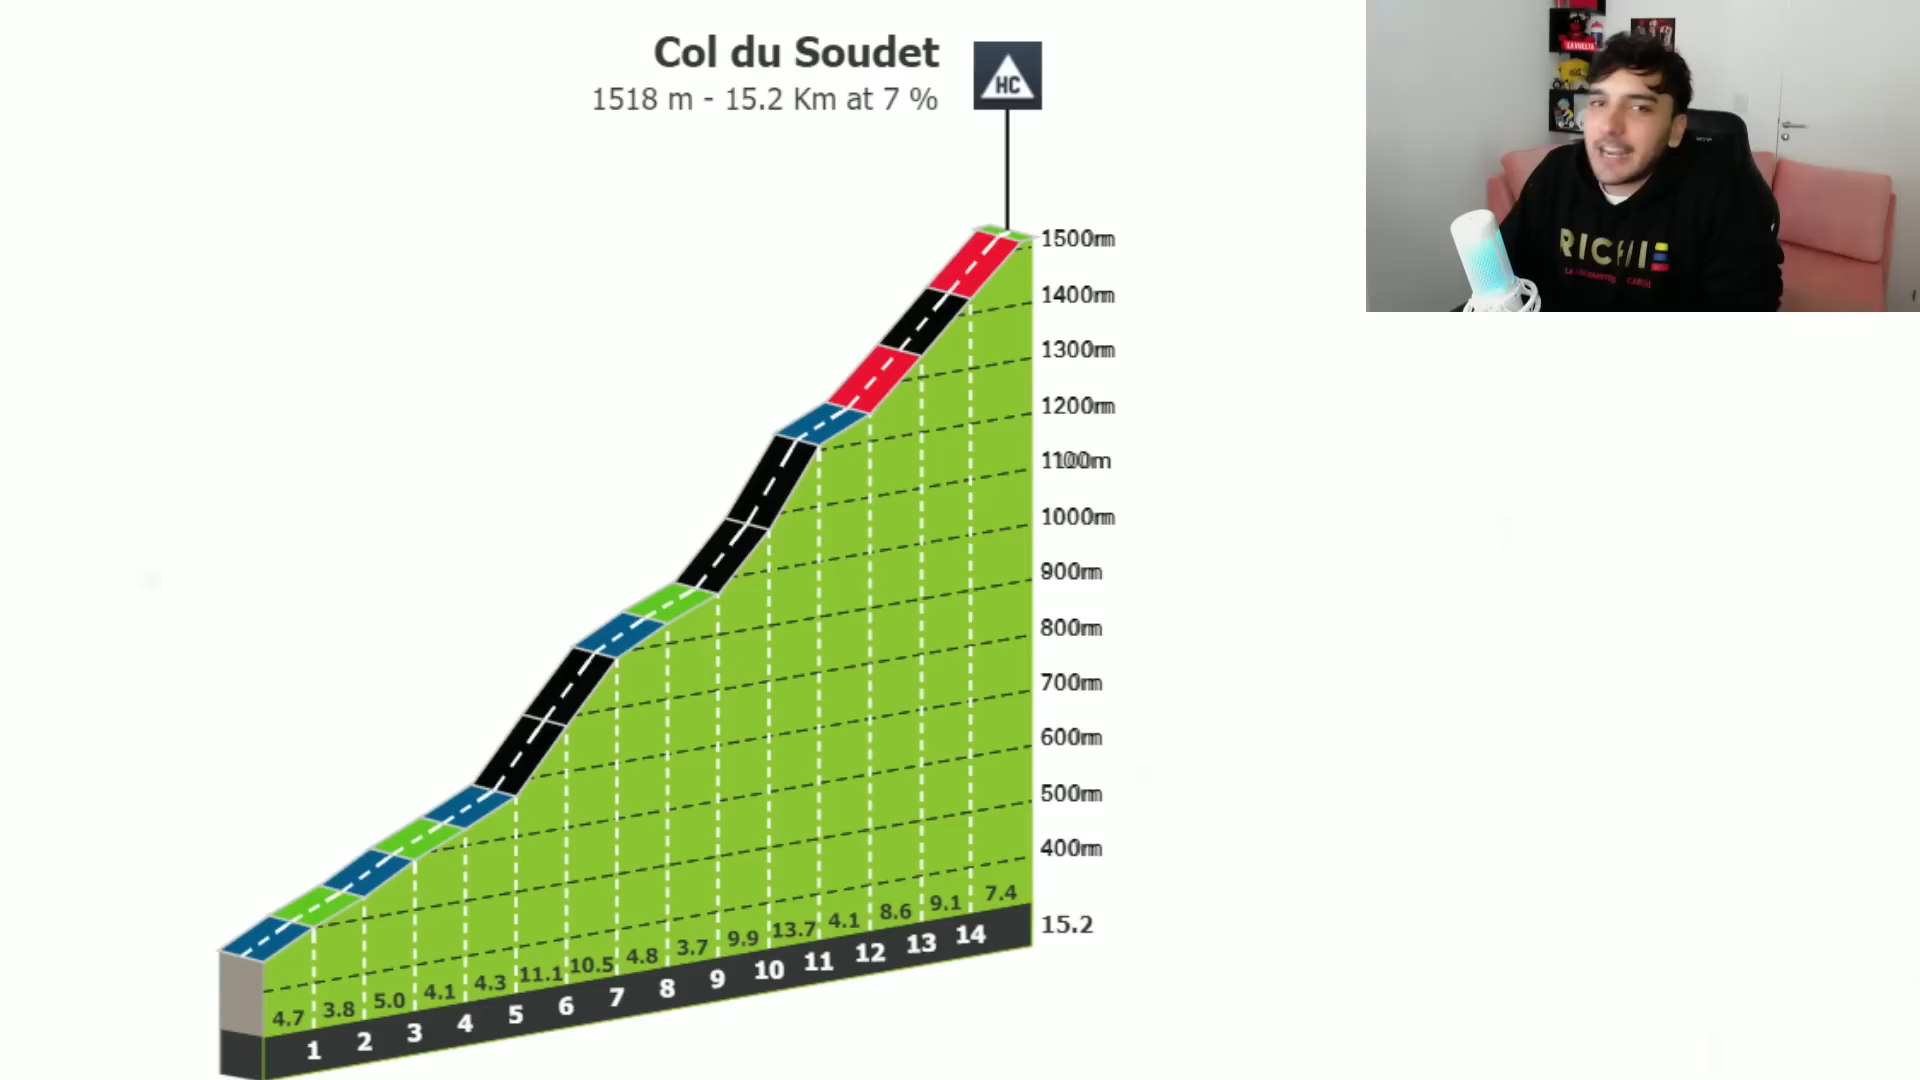 Col du Soudet
1518 m - 15.2 Km at 7 %
HC
1500m
1400m
1300m
1200m
1100m
1000m
900m
800m
700m
600m
500m
400m
15.2
4.7 3.8 5.0 4.1 4.3 11.1 10.5 4.8 3.7 9.9 13.7 4.1 8.6 9.1 7.4
1 2 3 4 5 6 7 8 9 10 11 12 13 14
LA VUELTA
RICHIE